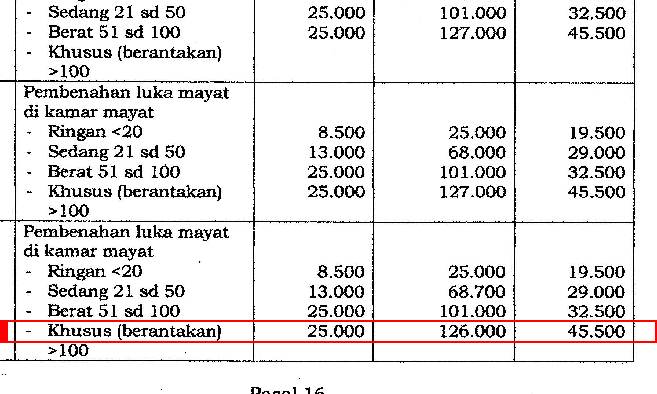 - Sedang 21 sd 50 25.000 101.000 32.500
- Berat 51 sd 100 25.000 127.000 45.500
- Khusus (berantakan)
>100
Pembenahan luka mayat
di kamar mayat
- Ringan <20 8.500 25.000 19.500
- Sedang 21 sd 50 13.000 68.000 29.000
- Berat 51 sd 100 25.000 101.000 32.500
- Khusus (berantakan) 25.000 127.000 45.500
>100
Pembenahan luka mayat
di kamar mayat
- Ringan <20 8.500 25.000 19.500
- Sedang 21 sd 50 13.000 68.700 29.000
- Berat 51 sd 100 25.000 101.000 32.500
- Khusus (berantakan) 25.000 126.000 45.500
>100
Pasal 16